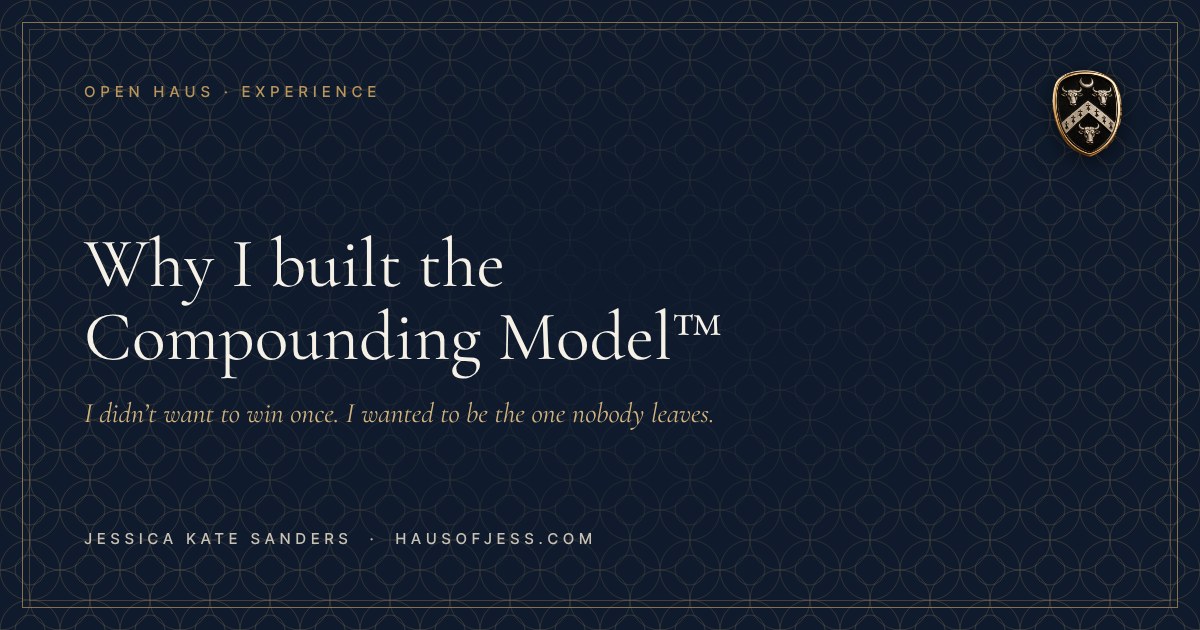 OPEN HAUS · EXPERIENCE
Why I built the
Compounding Model™
I didn’t want to win once. I wanted to be the one nobody leaves.
JESSICA KATE SANDERS · HAUSOFJESS.COM